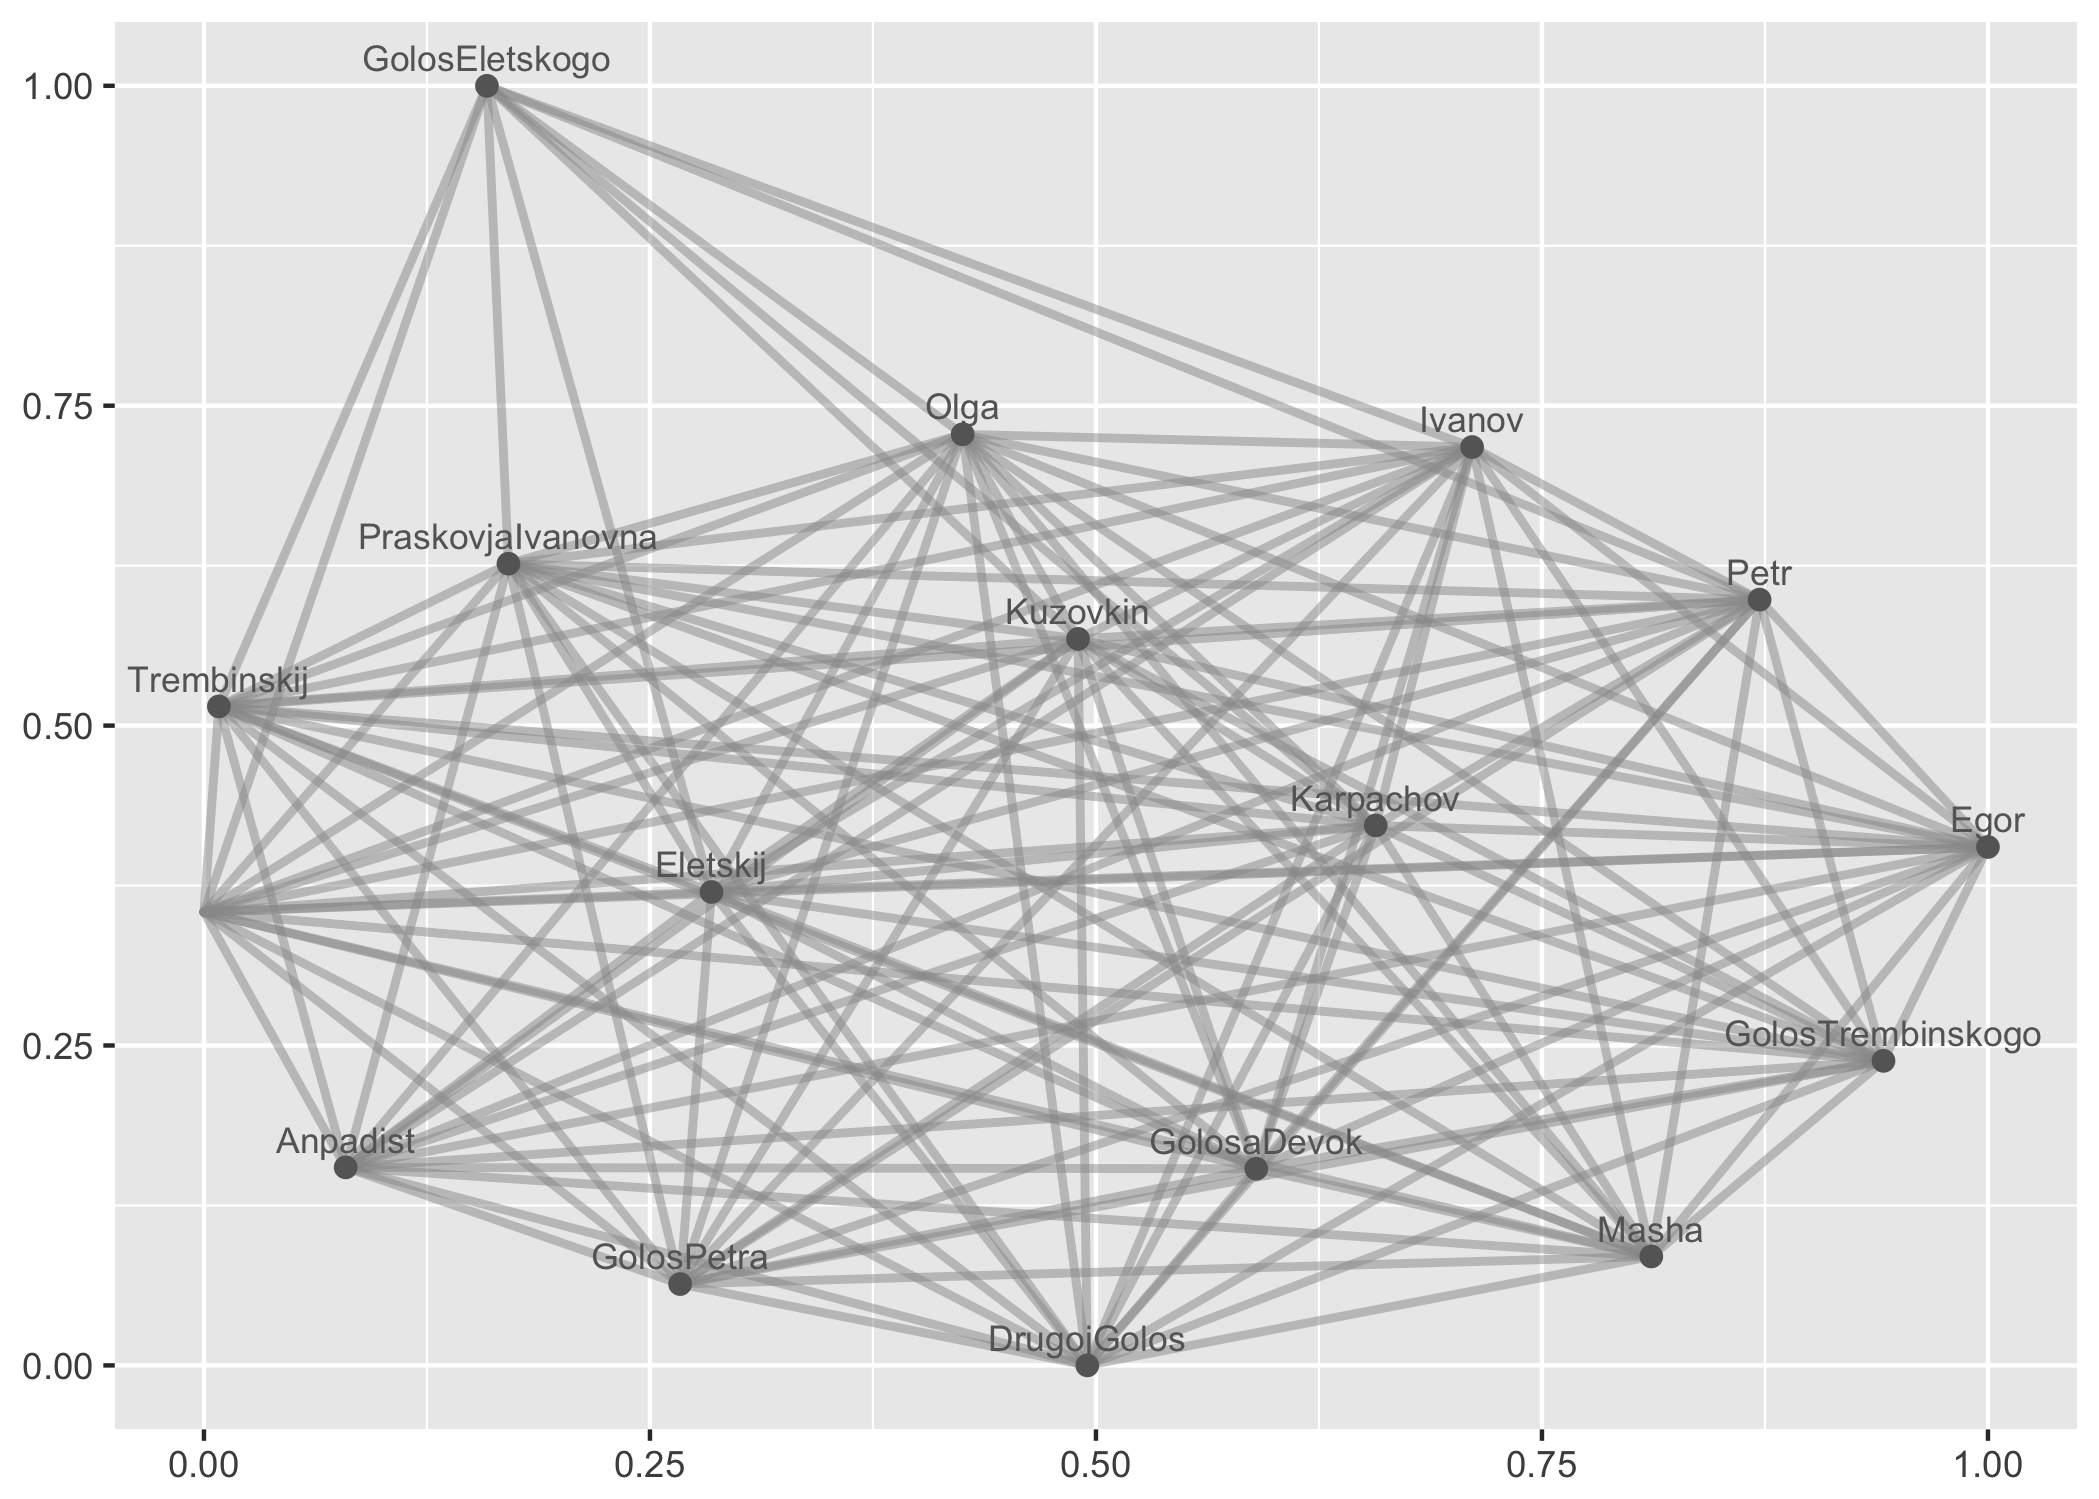 GolosEletskogo
1.00
Olga
0.75
Ivanov
PraskovjaIvanovna
Petr
Kuzovkin
Trembinskij
0.50
Karpachov
Egor
Eletskij
GolosTrembinskogo
0.25
Anpadist
GolosaDevok
Masha
GolosPetra
DrugojGolos
0.00
0.00 0.25 0.50 0.75 1.00